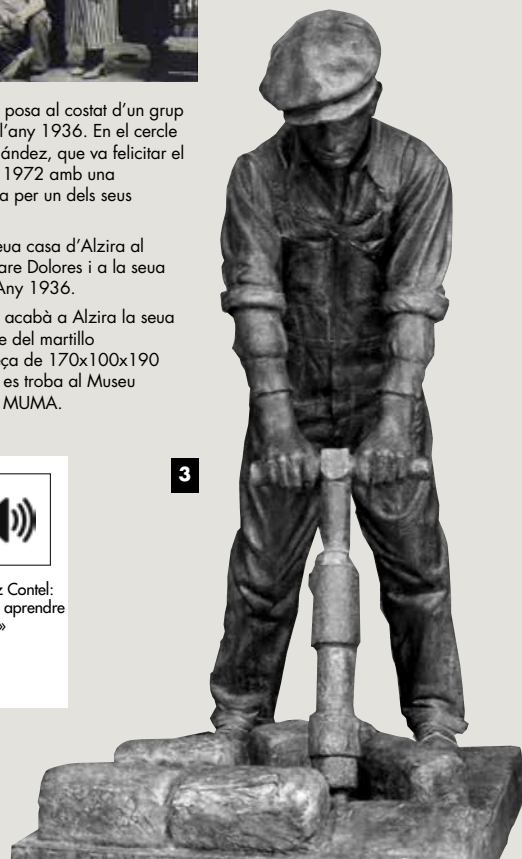 posa al costat d'un grup
l'any 1936. En el cercle
ández, que va felicitar el
1972 amb una
a per un dels seus
eua casa d'Alzira al
are Dolores i a la seua
Any 1936.
acabà a Alzira la seua
e del martillo
eça de 170x100x190
es troba al Museu
MUMA.
3
z Contel:
aprendre
»